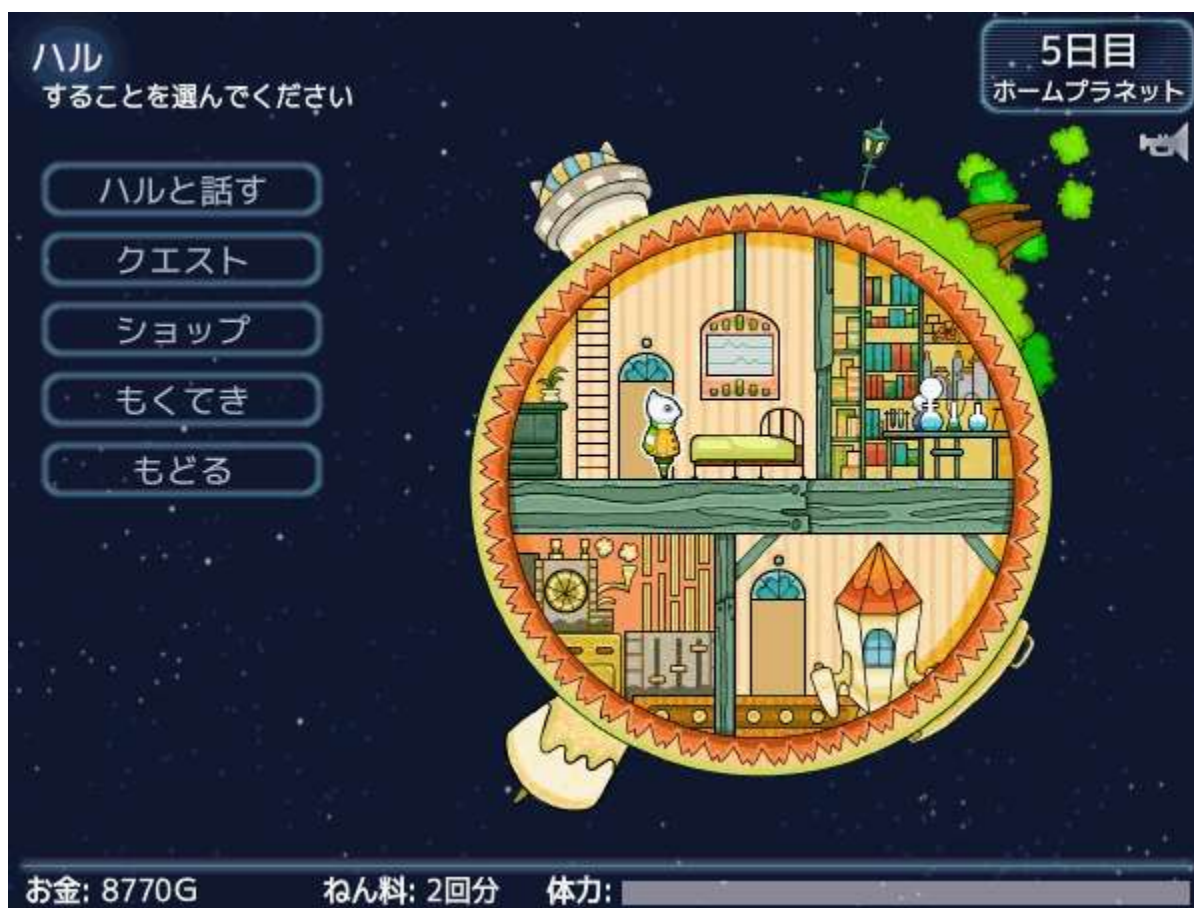 ハル
することを選んでください
5日目
ホームプラネット
ハルと話す
クエスト
ショップ
もくてき
もどる
お金: 8770G
ねん料: 2回分
体力: